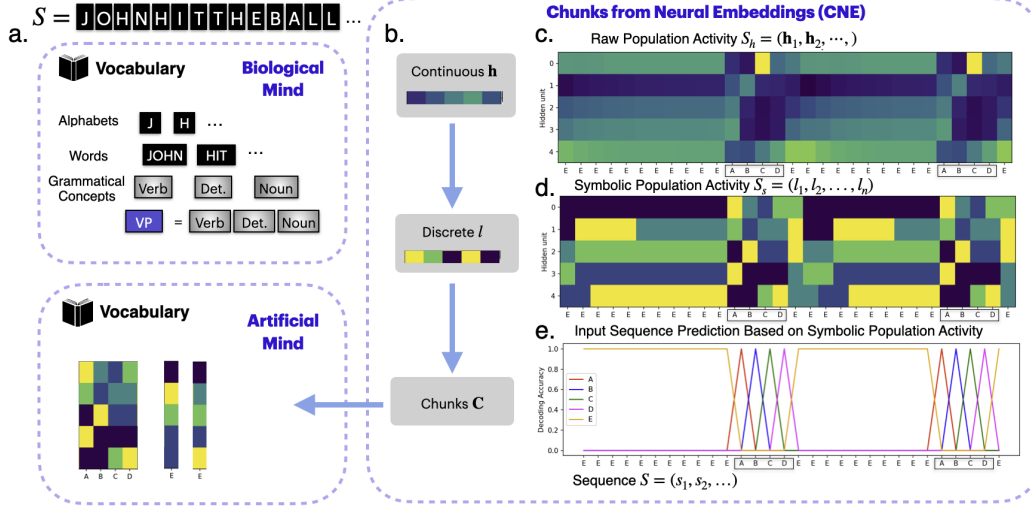 S = JOHNHITTHEBALL ...
a.
Vocabulary
Biological Mind
Alphabets
J H ...
Words
JOHN HIT ...
Grammatical Concepts
Verb Det. Noun
VP = Verb Det. Noun
Vocabulary
Artificial Mind
A B C D E E
b.
Chunks from Neural Embeddings (CNE)
Continuous h
Discrete l
Chunks C
c.
Raw Population Activity S_h = (h_1, h_2, ⋯, )
Hidden unit
0
1
2
3
4
E E E E E E E E E E E A B C D E E E E E E E E E E A B C D E
d.
Symbolic Population Activity S_s = (l_1, l_2, . . . , l_n)
Hidden unit
0
1
2
3
4
E E E E E E E E E E E A B C D E E E E E E E E E E A B C D E
e.
Input Sequence Prediction Based on Symbolic Population Activity
Decoding Accuracy
1.0
0.8
0.6
0.4
0.2
0.0
A
B
C
D
E
E E E E E E E E E E E A B C D E E E E E E E E E E A B C D E
Sequence S = (s_1, s_2, …)